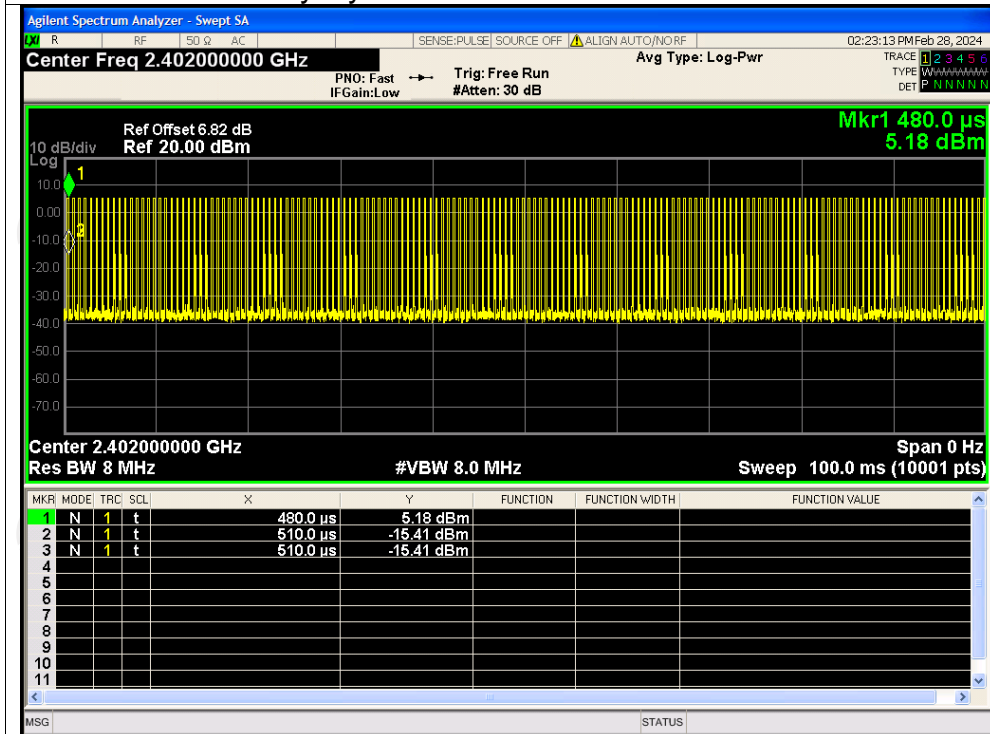 Agilent Spectrum Analyzer - Swept SA
LXI R RF 50 Ω AC SENSE:PULSE SOURCE OFF ALIGN AUTO/NO RF 02:23:13 PM Feb 28, 2024
Center Freq 2.402000000 GHz
PNO: Fast
IFGain:Low
Trig: Free Run
#Atten: 30 dB
Avg Type: Log-Pwr
TRACE 1 2 3 4 5 6
TYPE WWWWWW
DET P N N N N N
Ref Offset 6.82 dB
10 dB/div Ref 20.00 dBm
Log
Mkr1 480.0 µs
5.18 dBm
1
10.0
0.00
-10.0
-20.0
-30.0
-40.0
-50.0
-60.0
-70.0
Center 2.402000000 GHz Span 0 Hz
Res BW 8 MHz #VBW 8.0 MHz Sweep 100.0 ms (10001 pts)
MKR MODE TRC SCL X Y FUNCTION FUNCTION WIDTH FUNCTION VALUE
1 N 1 t 480.0 µs 5.18 dBm
2 N 1 t 510.0 µs -15.41 dBm
3 N 1 t 510.0 µs -15.41 dBm
4
5
6
7
8
9
10
11
MSG STATUS